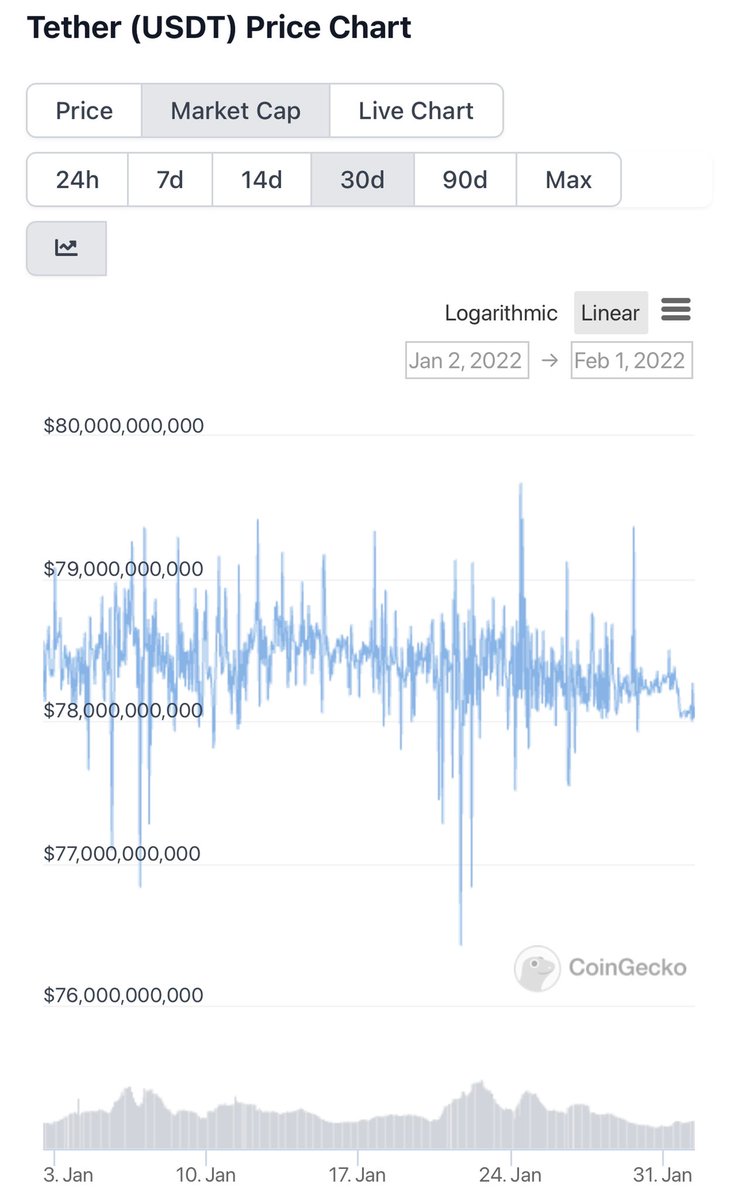 Tether (USDT) Price Chart
Price Market Cap Live Chart
24h 7d 14d 30d 90d Max
Logarithmic Linear
Jan 2, 2022 → Feb 1, 2022
$80,000,000,000
$79,000,000,000
$78,000,000,000
$77,000,000,000
$76,000,000,000
CoinGecko
3. Jan 10. Jan 17. Jan 24. Jan 31. Jan